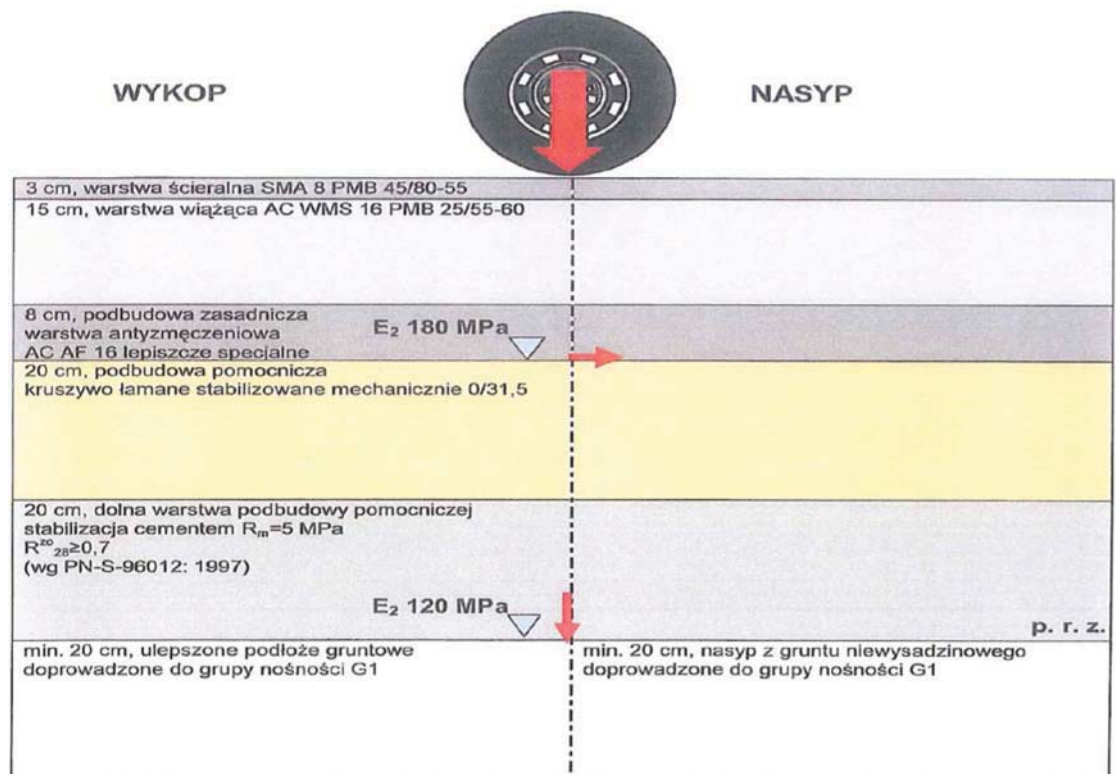 WYKOP
NASYP
3 cm, warstwa ścieralna SMA 8 PMB 45/80-55
15 cm, warstwa wiążąca AC WMS 16 PMB 25/55-60
8 cm, podbudowa zasadnicza
warstwa antyzmęczeniowa
AC AF 16 lepiszcze specjalne
E₂ 180 MPa
20 cm, podbudowa pomocnicza
kruszywo łamane stabilizowane mechanicznie 0/31,5
20 cm, dolna warstwa podbudowy pomocniczej
stabilizacja cementem Rₘ=5 MPa
R²⁰₂₈≥0,7
(wg PN-S-96012: 1997)
E₂ 120 MPa
p. r. z.
min. 20 cm, ulepszone podłoże gruntowe
doprowadzone do grupy nośności G1
min. 20 cm, nasyp z gruntu niewysadzinowego
doprowadzone do grupy nośności G1